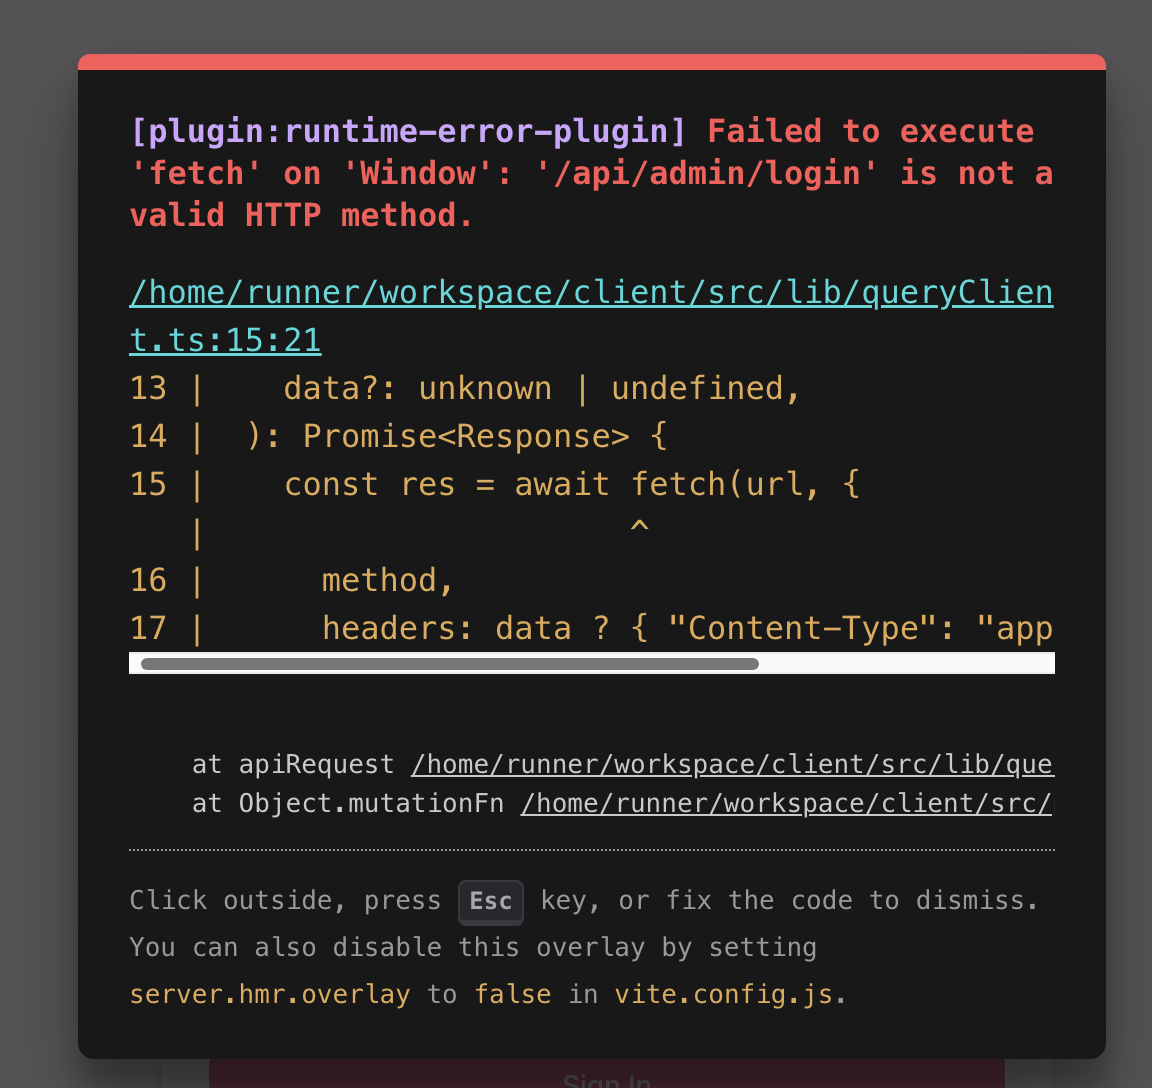 [plugin:runtime-error-plugin] Failed to execute
'fetch' on 'Window': '/api/admin/login' is not a
valid HTTP method.
/home/runner/workspace/client/src/lib/queryClien
t.ts:15:21
13 |    data?: unknown | undefined,
14 |  ): Promise<Response> {
15 |    const res = await fetch(url, {
   |                      ^
16 |      method,
17 |      headers: data ? { "Content-Type": "app
at apiRequest /home/runner/workspace/client/src/lib/que
at Object.mutationFn /home/runner/workspace/client/src/
Click outside, press Esc key, or fix the code to dismiss.
You can also disable this overlay by setting
server.hmr.overlay to false in vite.config.js.
Sign In